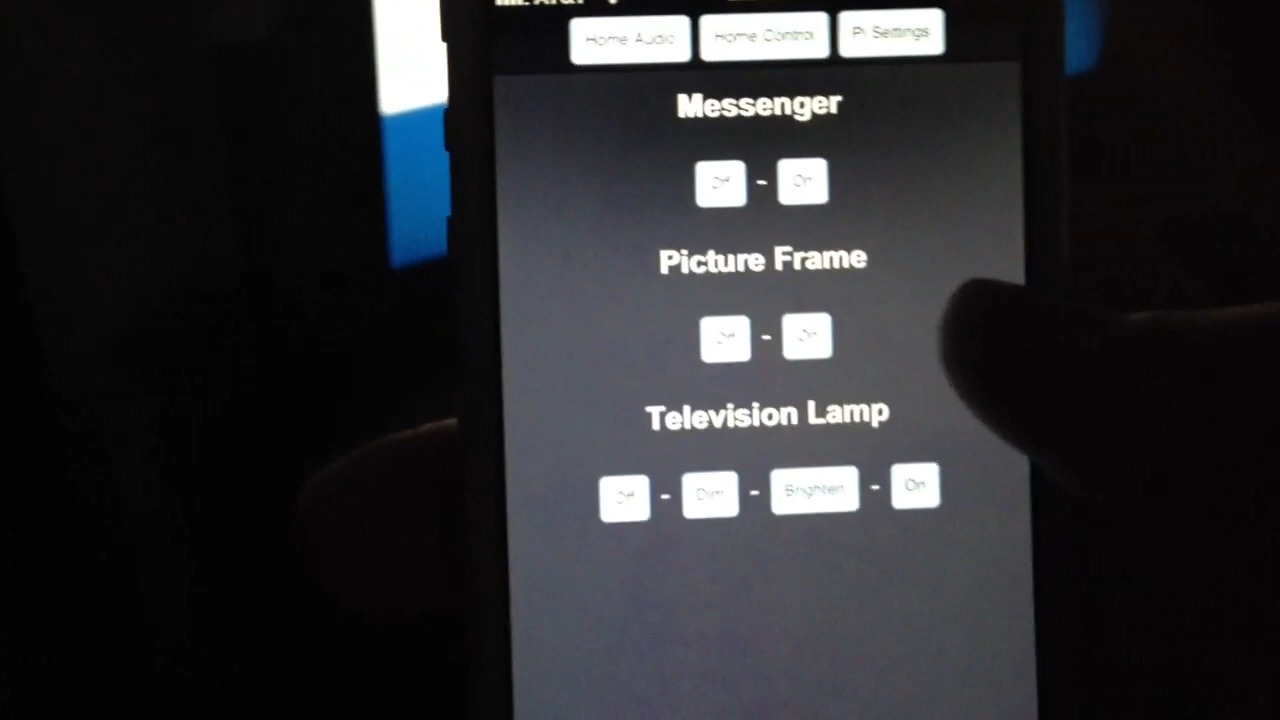 Home Audio Home Control Pi Settings
Messenger
Off - On
Picture Frame
Off - On
Television Lamp
Off - Dim - Brighten - On